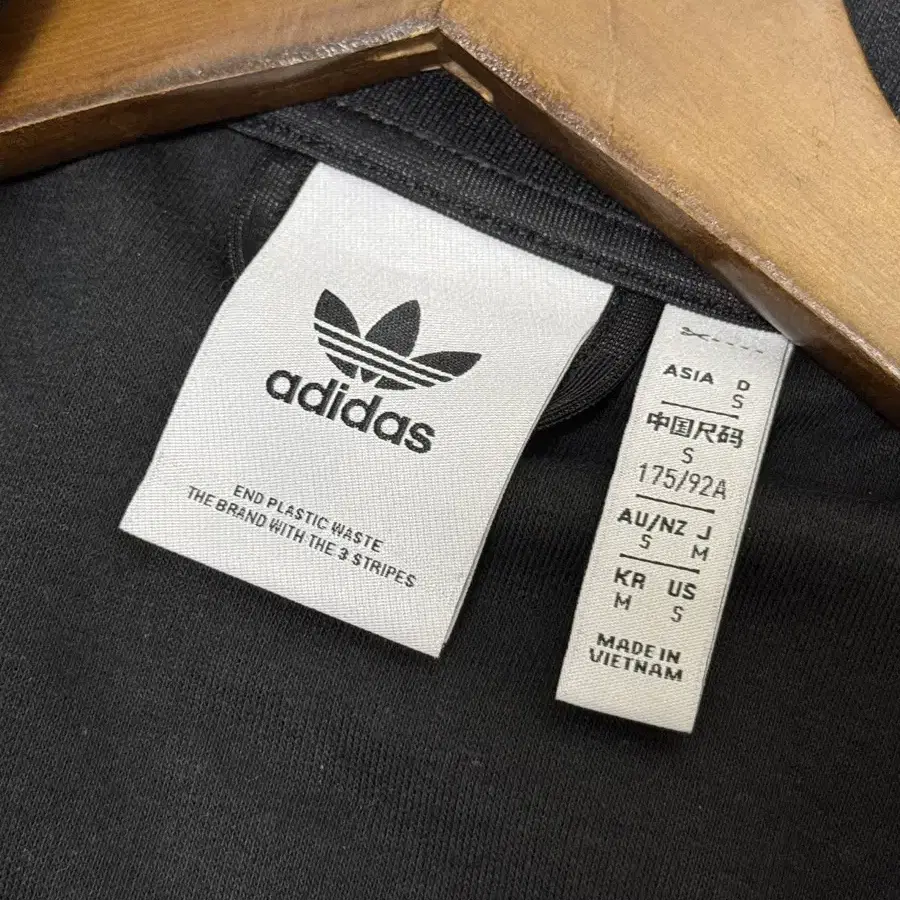 adidas
END PLASTIC WASTE
THE BRAND WITH THE 3 STRIPES
ASIA D
S
中国尺码
S
175/92A
AU/NZ J
S M
KR US
M S
MADE IN
VIETNAM